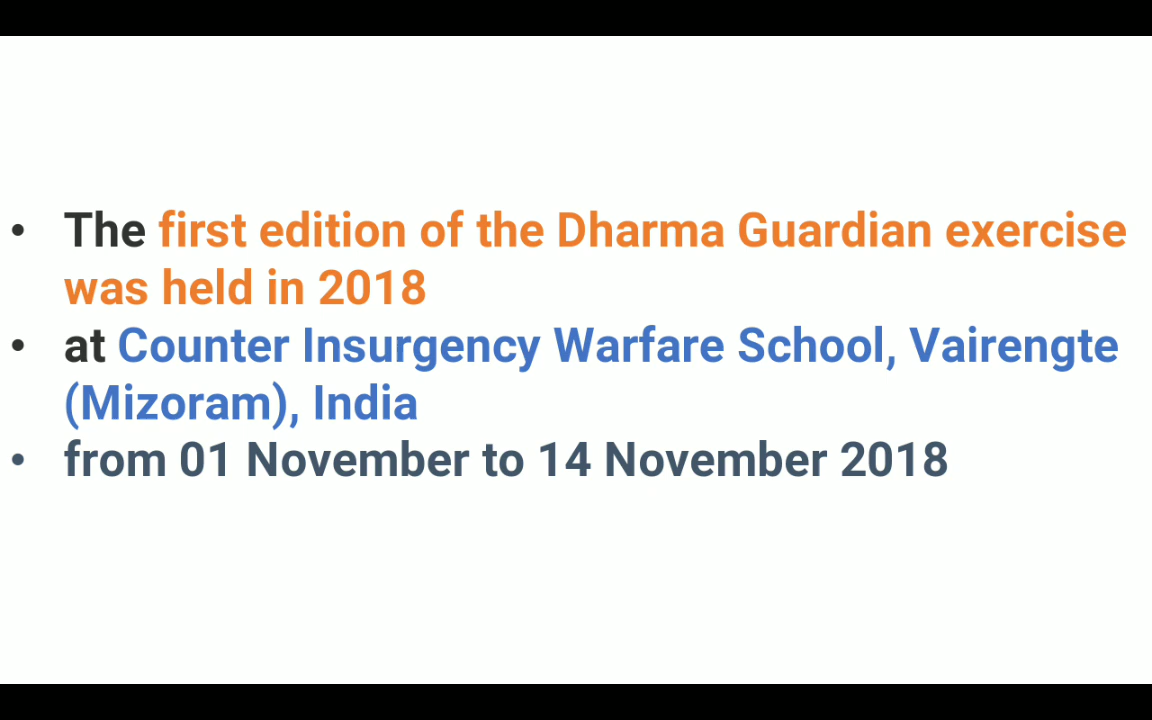 • The first edition of the Dharma Guardian exercise
was held in 2018
• at Counter Insurgency Warfare School, Vairengte
(Mizoram), India
• from 01 November to 14 November 2018